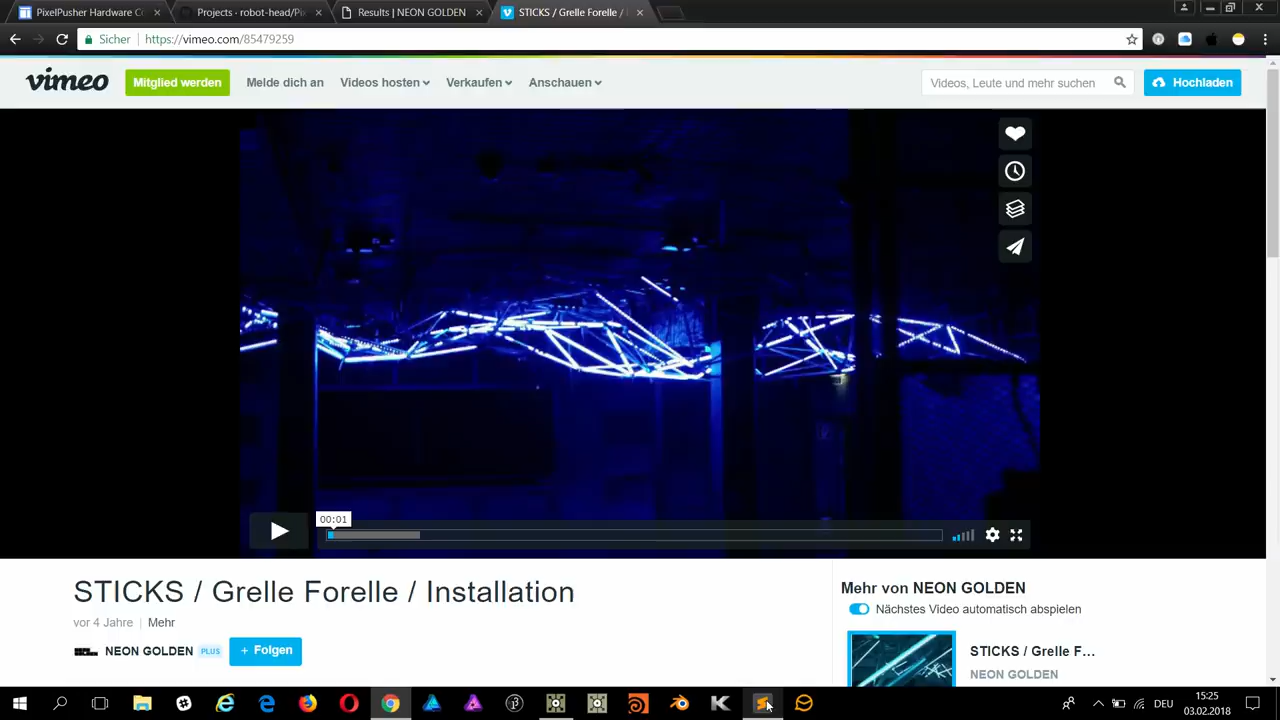 PixelPusher Hardware C
Projects · robot-head/Pix
Results | NEON GOLDEN
STICKS / Grelle Forelle /
Sicher
https://vimeo.com/85479259
vimeo
Mitglied werden
Melde dich an
Videos hosten
Verkaufen
Anschauen
Videos, Leute und mehr suchen
Hochladen
00:01
STICKS / Grelle Forelle / Installation
vor 4 Jahre
Mehr
NEON GOLDEN
PLUS
+ Folgen
Mehr von NEON GOLDEN
Nächstes Video automatisch abspielen
STICKS / Grelle F...
NEON GOLDEN
DEU
15:25
03.02.2018